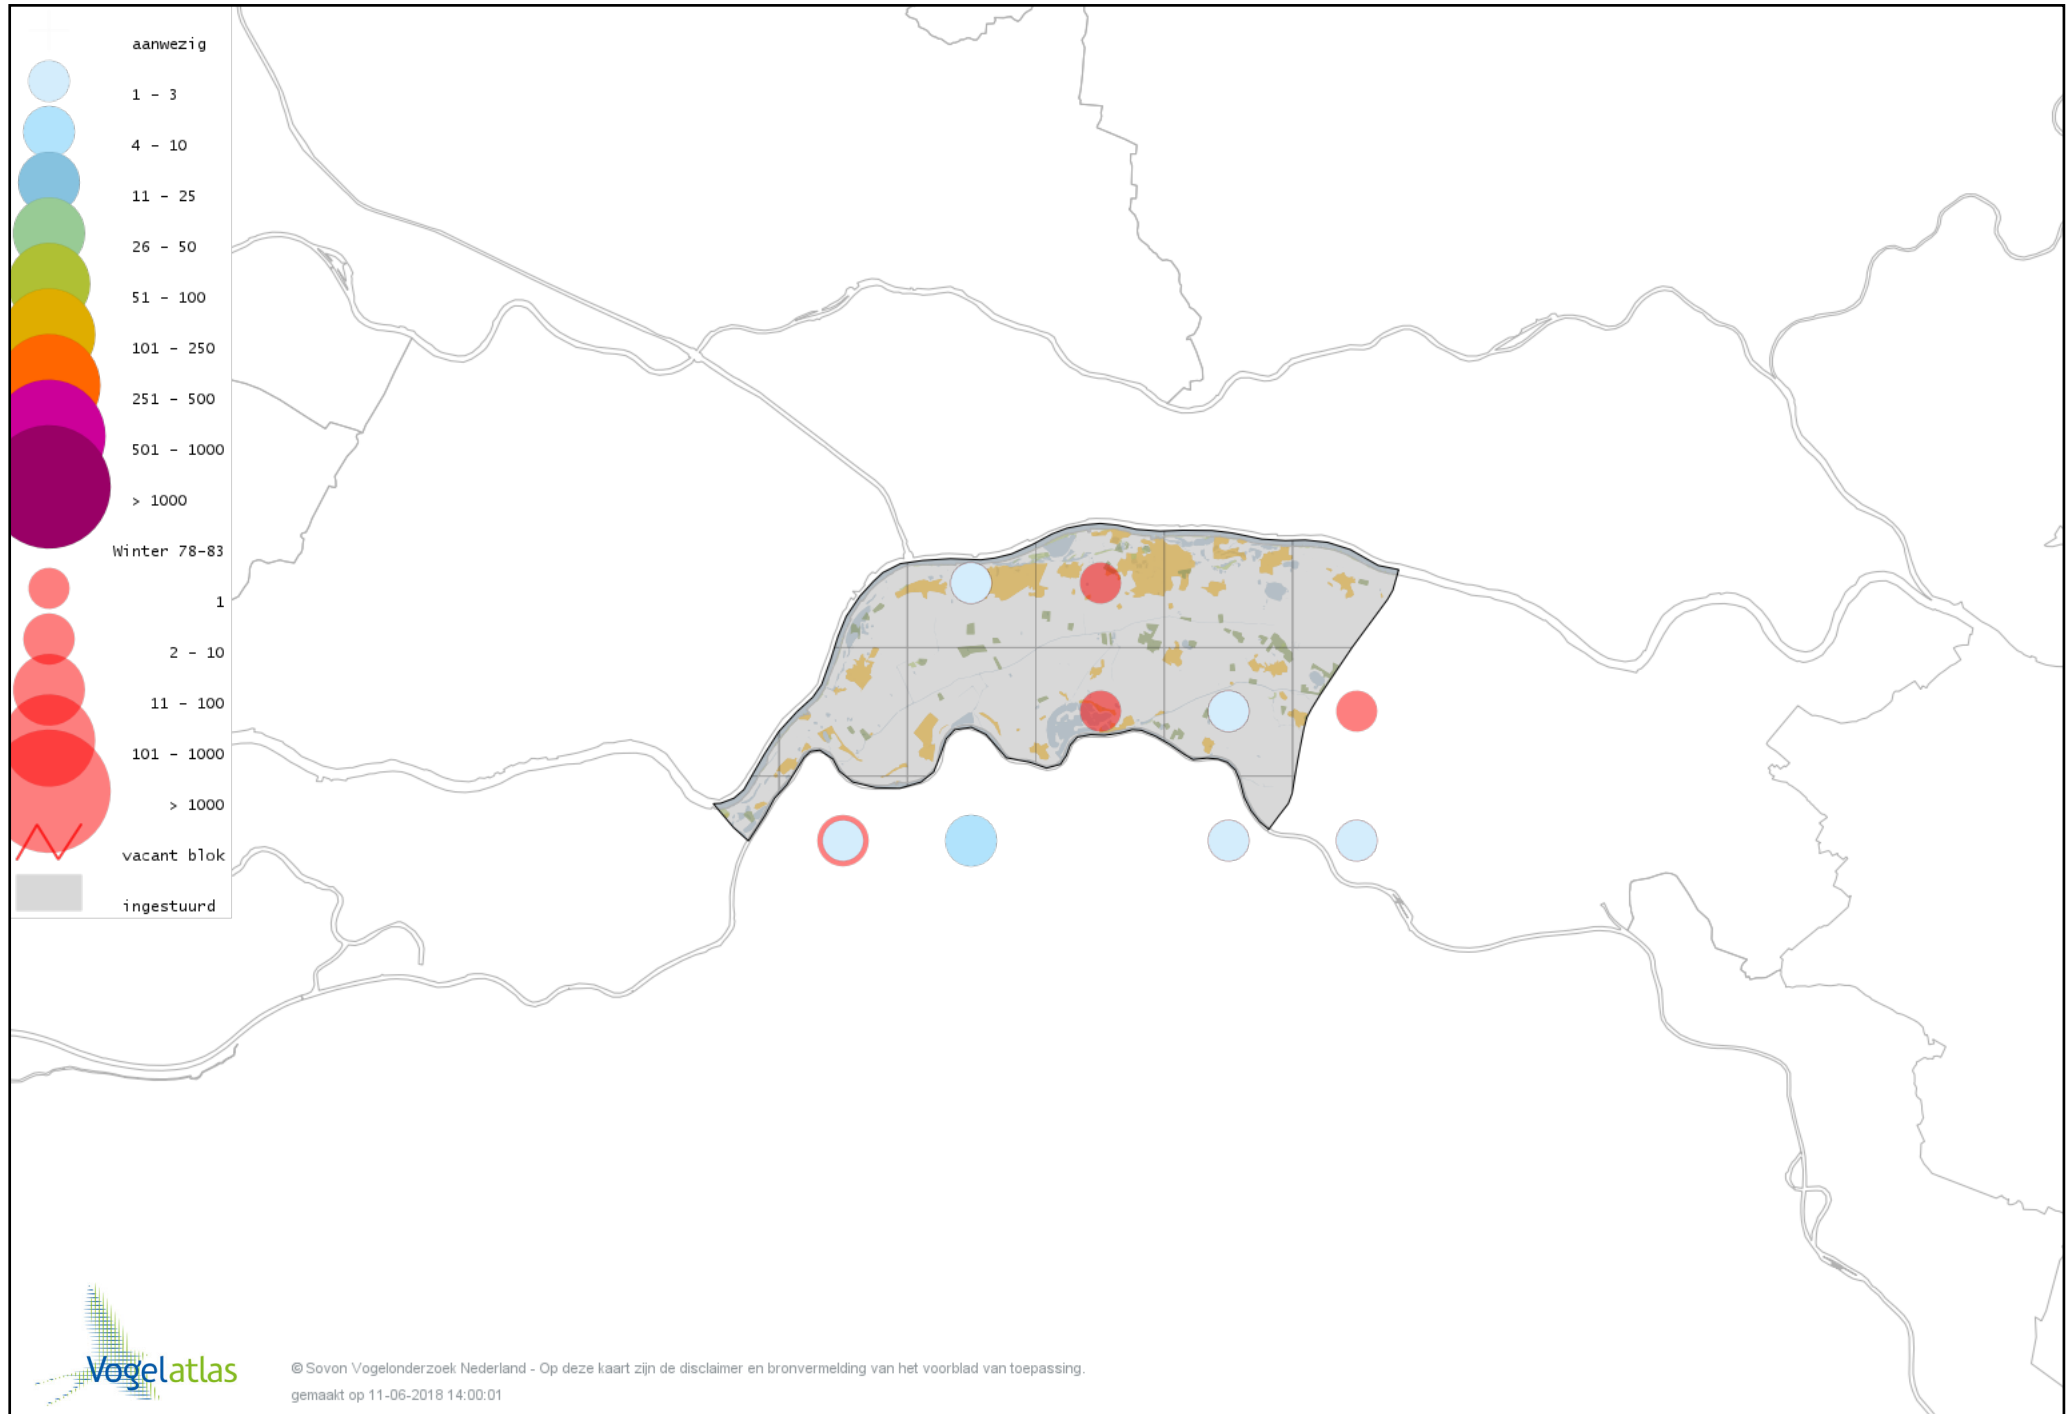 aanwezig
1 - 3
4 - 10
11 - 25
26 - 50
51 - 100
101 - 250
251 - 500
501 - 1000
> 1000
Winter 78-83
1
2 - 10
11 - 100
101 - 1000
> 1000
vacant blok
ingestuurd
Vogelatlas
© Sovon Vogelonderzoek Nederland - Op deze kaart zijn de disclaimer en bronvermelding van het voorblad van toepassing.
gemaakt op 11-06-2018 14:00:01